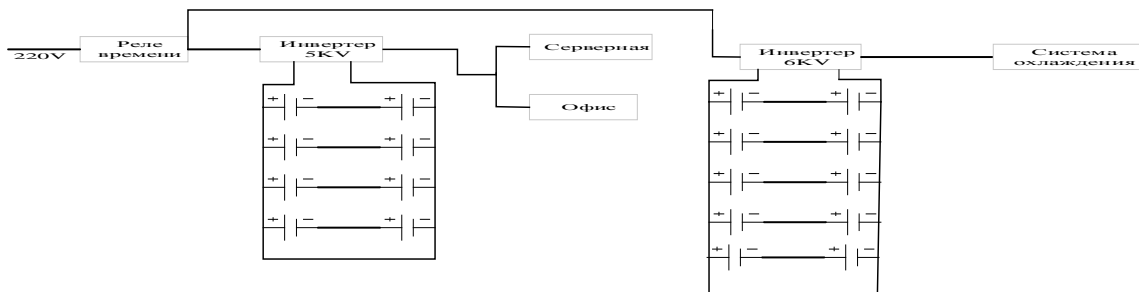 220V
Реле
времени
Инвертер
5KV
Серверная
Офис
Инвертер
6KV
Система
охлаждения
+ − + −
+ − + −
+ − + −
+ − + −
+ − + −
+ − + −
+ − + −
+ − + −
+ − + −